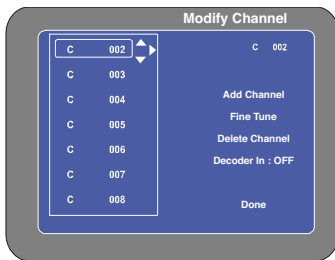 Modify Channel
C 002
C 003
C 004
C 005
C 006
C 007
C 008
C 002
Add Channel
Fine Tune
Delete Channel
Decoder In : OFF
Done